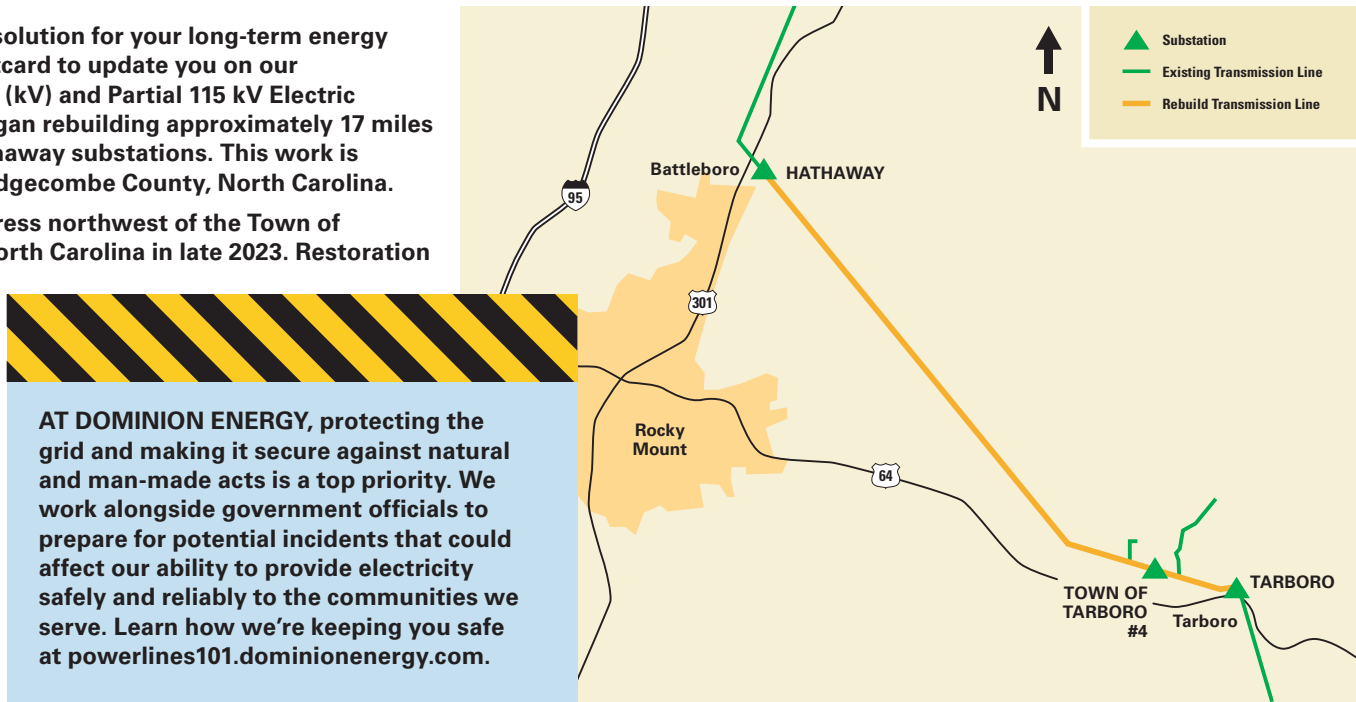 solution for your long-term energy
tcard to update you on our
(kV) and Partial 115 kV Electric
gan rebuilding approximately 17 miles
haway substations. This work is
dgecombe County, North Carolina.
ress northwest of the Town of
orth Carolina in late 2023. Restoration
AT DOMINION ENERGY, protecting the
grid and making it secure against natural
and man-made acts is a top priority. We
work alongside government officials to
prepare for potential incidents that could
affect our ability to provide electricity
safely and reliably to the communities we
serve. Learn how we're keeping you safe
at powerlines101.dominionenergy.com.
N
Substation
Existing Transmission Line
Rebuild Transmission Line
Battleboro
HATHAWAY
95
301
Rocky
Mount
64
TOWN OF
TARBORO
#4
TARBORO
Tarboro